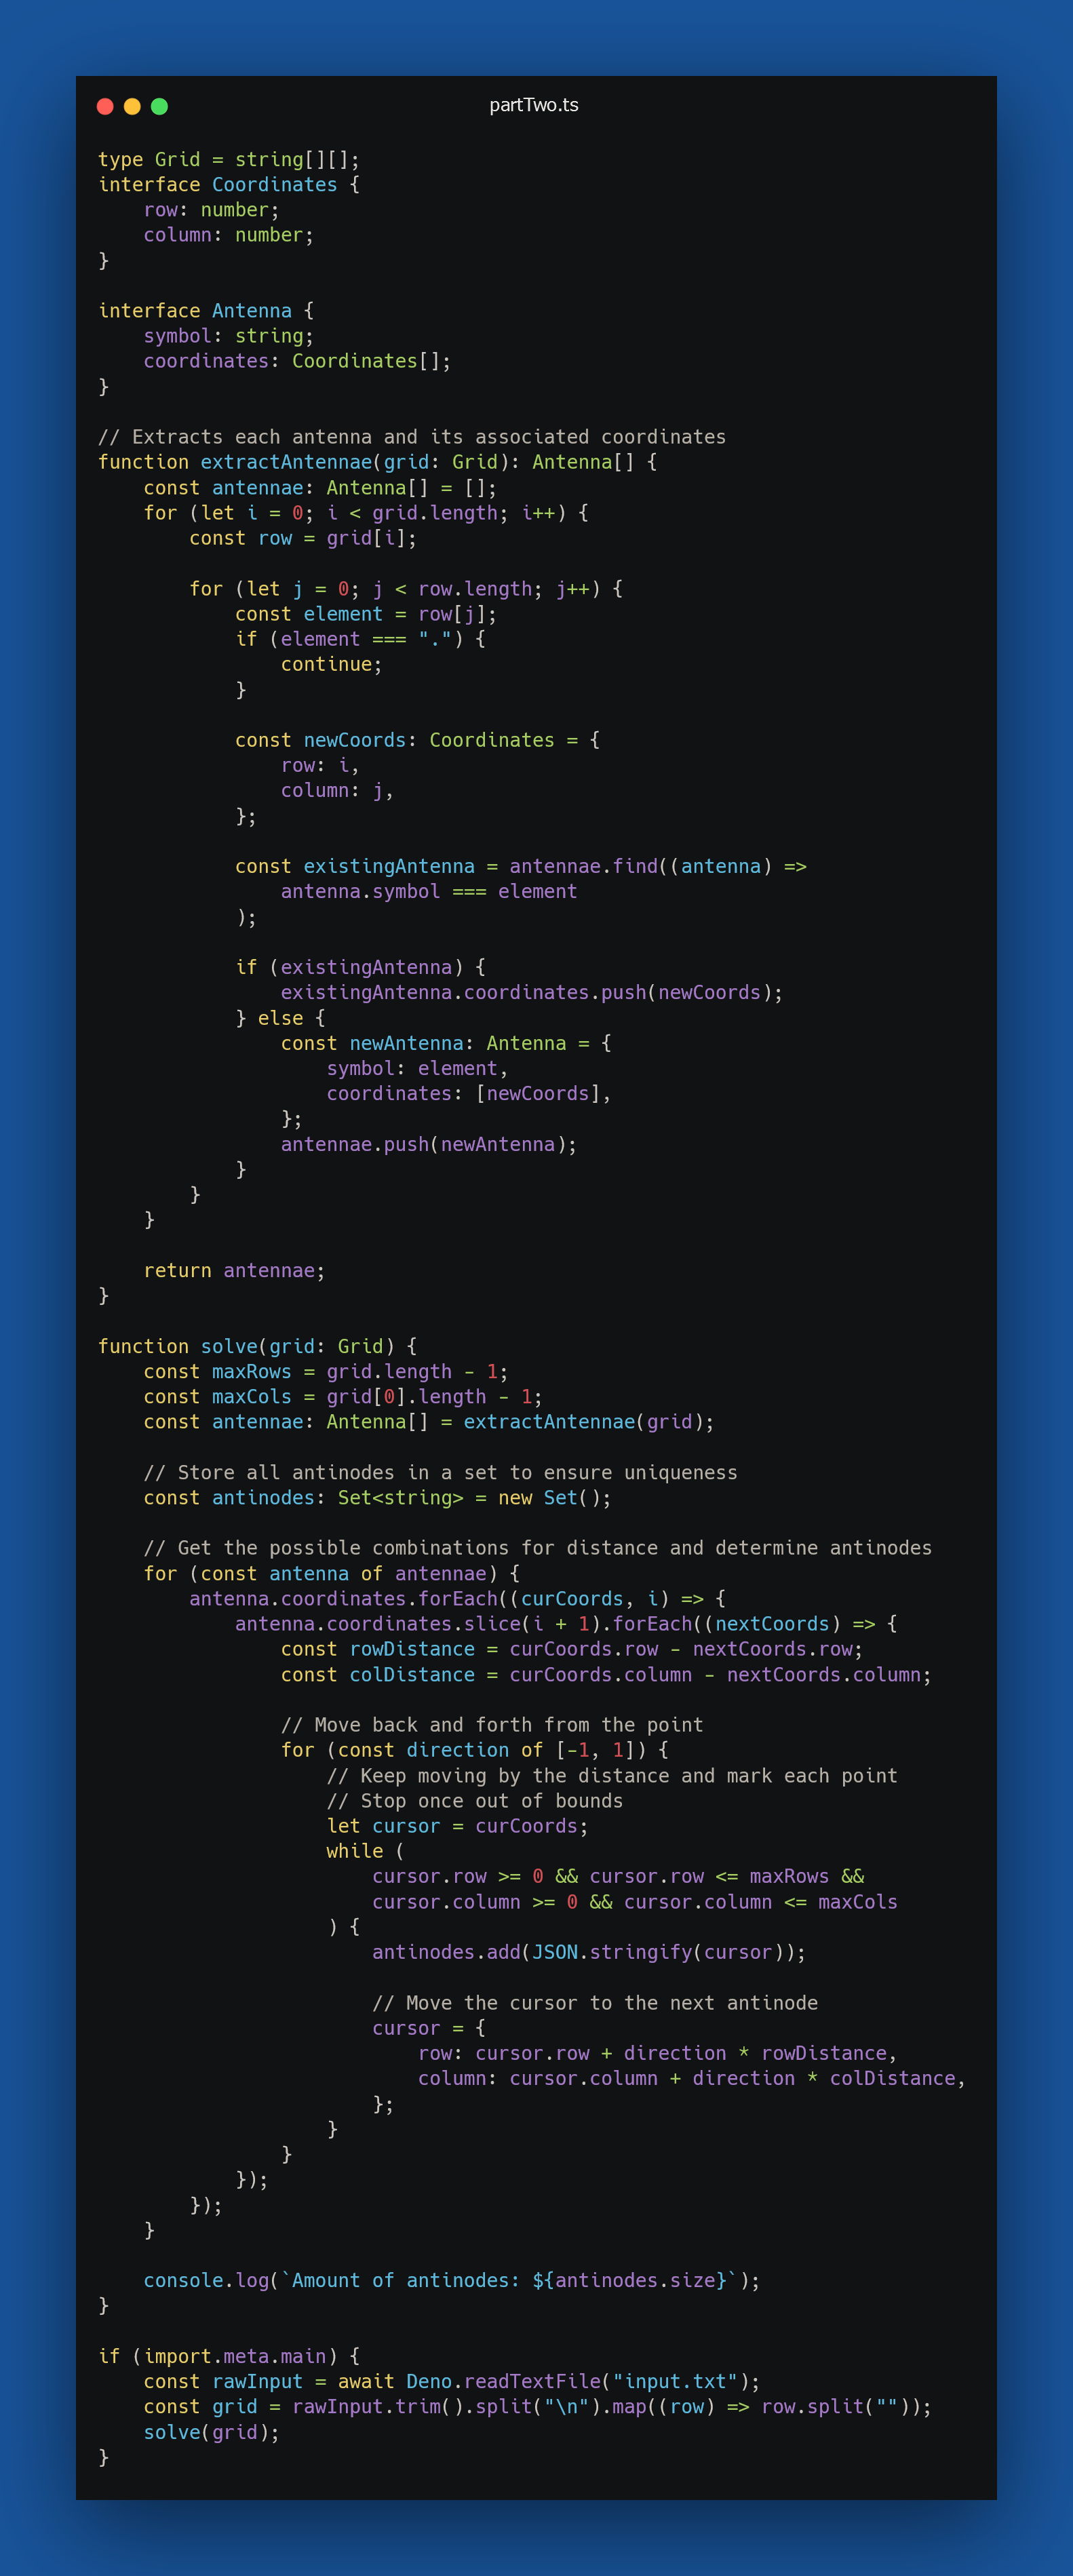 partTwo.ts
type Grid = string[][];
interface Coordinates {
    row: number;
    column: number;
}

interface Antenna {
    symbol: string;
    coordinates: Coordinates[];
}

// Extracts each antenna and its associated coordinates
function extractAntennae(grid: Grid): Antenna[] {
    const antennae: Antenna[] = [];
    for (let i = 0; i < grid.length; i++) {
        const row = grid[i];

        for (let j = 0; j < row.length; j++) {
            const element = row[j];
            if (element === ".") {
                continue;
            }

            const newCoords: Coordinates = {
                row: i,
                column: j,
            };

            const existingAntenna = antennae.find((antenna) =>
                antenna.symbol === element
            );

            if (existingAntenna) {
                existingAntenna.coordinates.push(newCoords);
            } else {
                const newAntenna: Antenna = {
                    symbol: element,
                    coordinates: [newCoords],
                };
                antennae.push(newAntenna);
            }
        }
    }

    return antennae;
}

function solve(grid: Grid) {
    const maxRows = grid.length - 1;
    const maxCols = grid[0].length - 1;
    const antennae: Antenna[] = extractAntennae(grid);

    // Store all antinodes in a set to ensure uniqueness
    const antinodes: Set<string> = new Set();

    // Get the possible combinations for distance and determine antinodes
    for (const antenna of antennae) {
        antenna.coordinates.forEach((curCoords, i) => {
            antenna.coordinates.slice(i + 1).forEach((nextCoords) => {
                const rowDistance = curCoords.row - nextCoords.row;
                const colDistance = curCoords.column - nextCoords.column;

                // Move back and forth from the point
                for (const direction of [-1, 1]) {
                    // Keep moving by the distance and mark each point
                    // Stop once out of bounds
                    let cursor = curCoords;
                    while (
                        cursor.row >= 0 && cursor.row <= maxRows &&
                        cursor.column >= 0 && cursor.column <= maxCols
                    ) {
                        antinodes.add(JSON.stringify(cursor));

                        // Move the cursor to the next antinode
                        cursor = {
                            row: cursor.row + direction * rowDistance,
                            column: cursor.column + direction * colDistance,
                        };
                    }
                }
            });
        });
    }

    console.log(`Amount of antinodes: ${antinodes.size}`);
}

if (import.meta.main) {
    const rawInput = await Deno.readTextFile("input.txt");
    const grid = rawInput.trim().split("\n").map((row) => row.split(""));
    solve(grid);
}